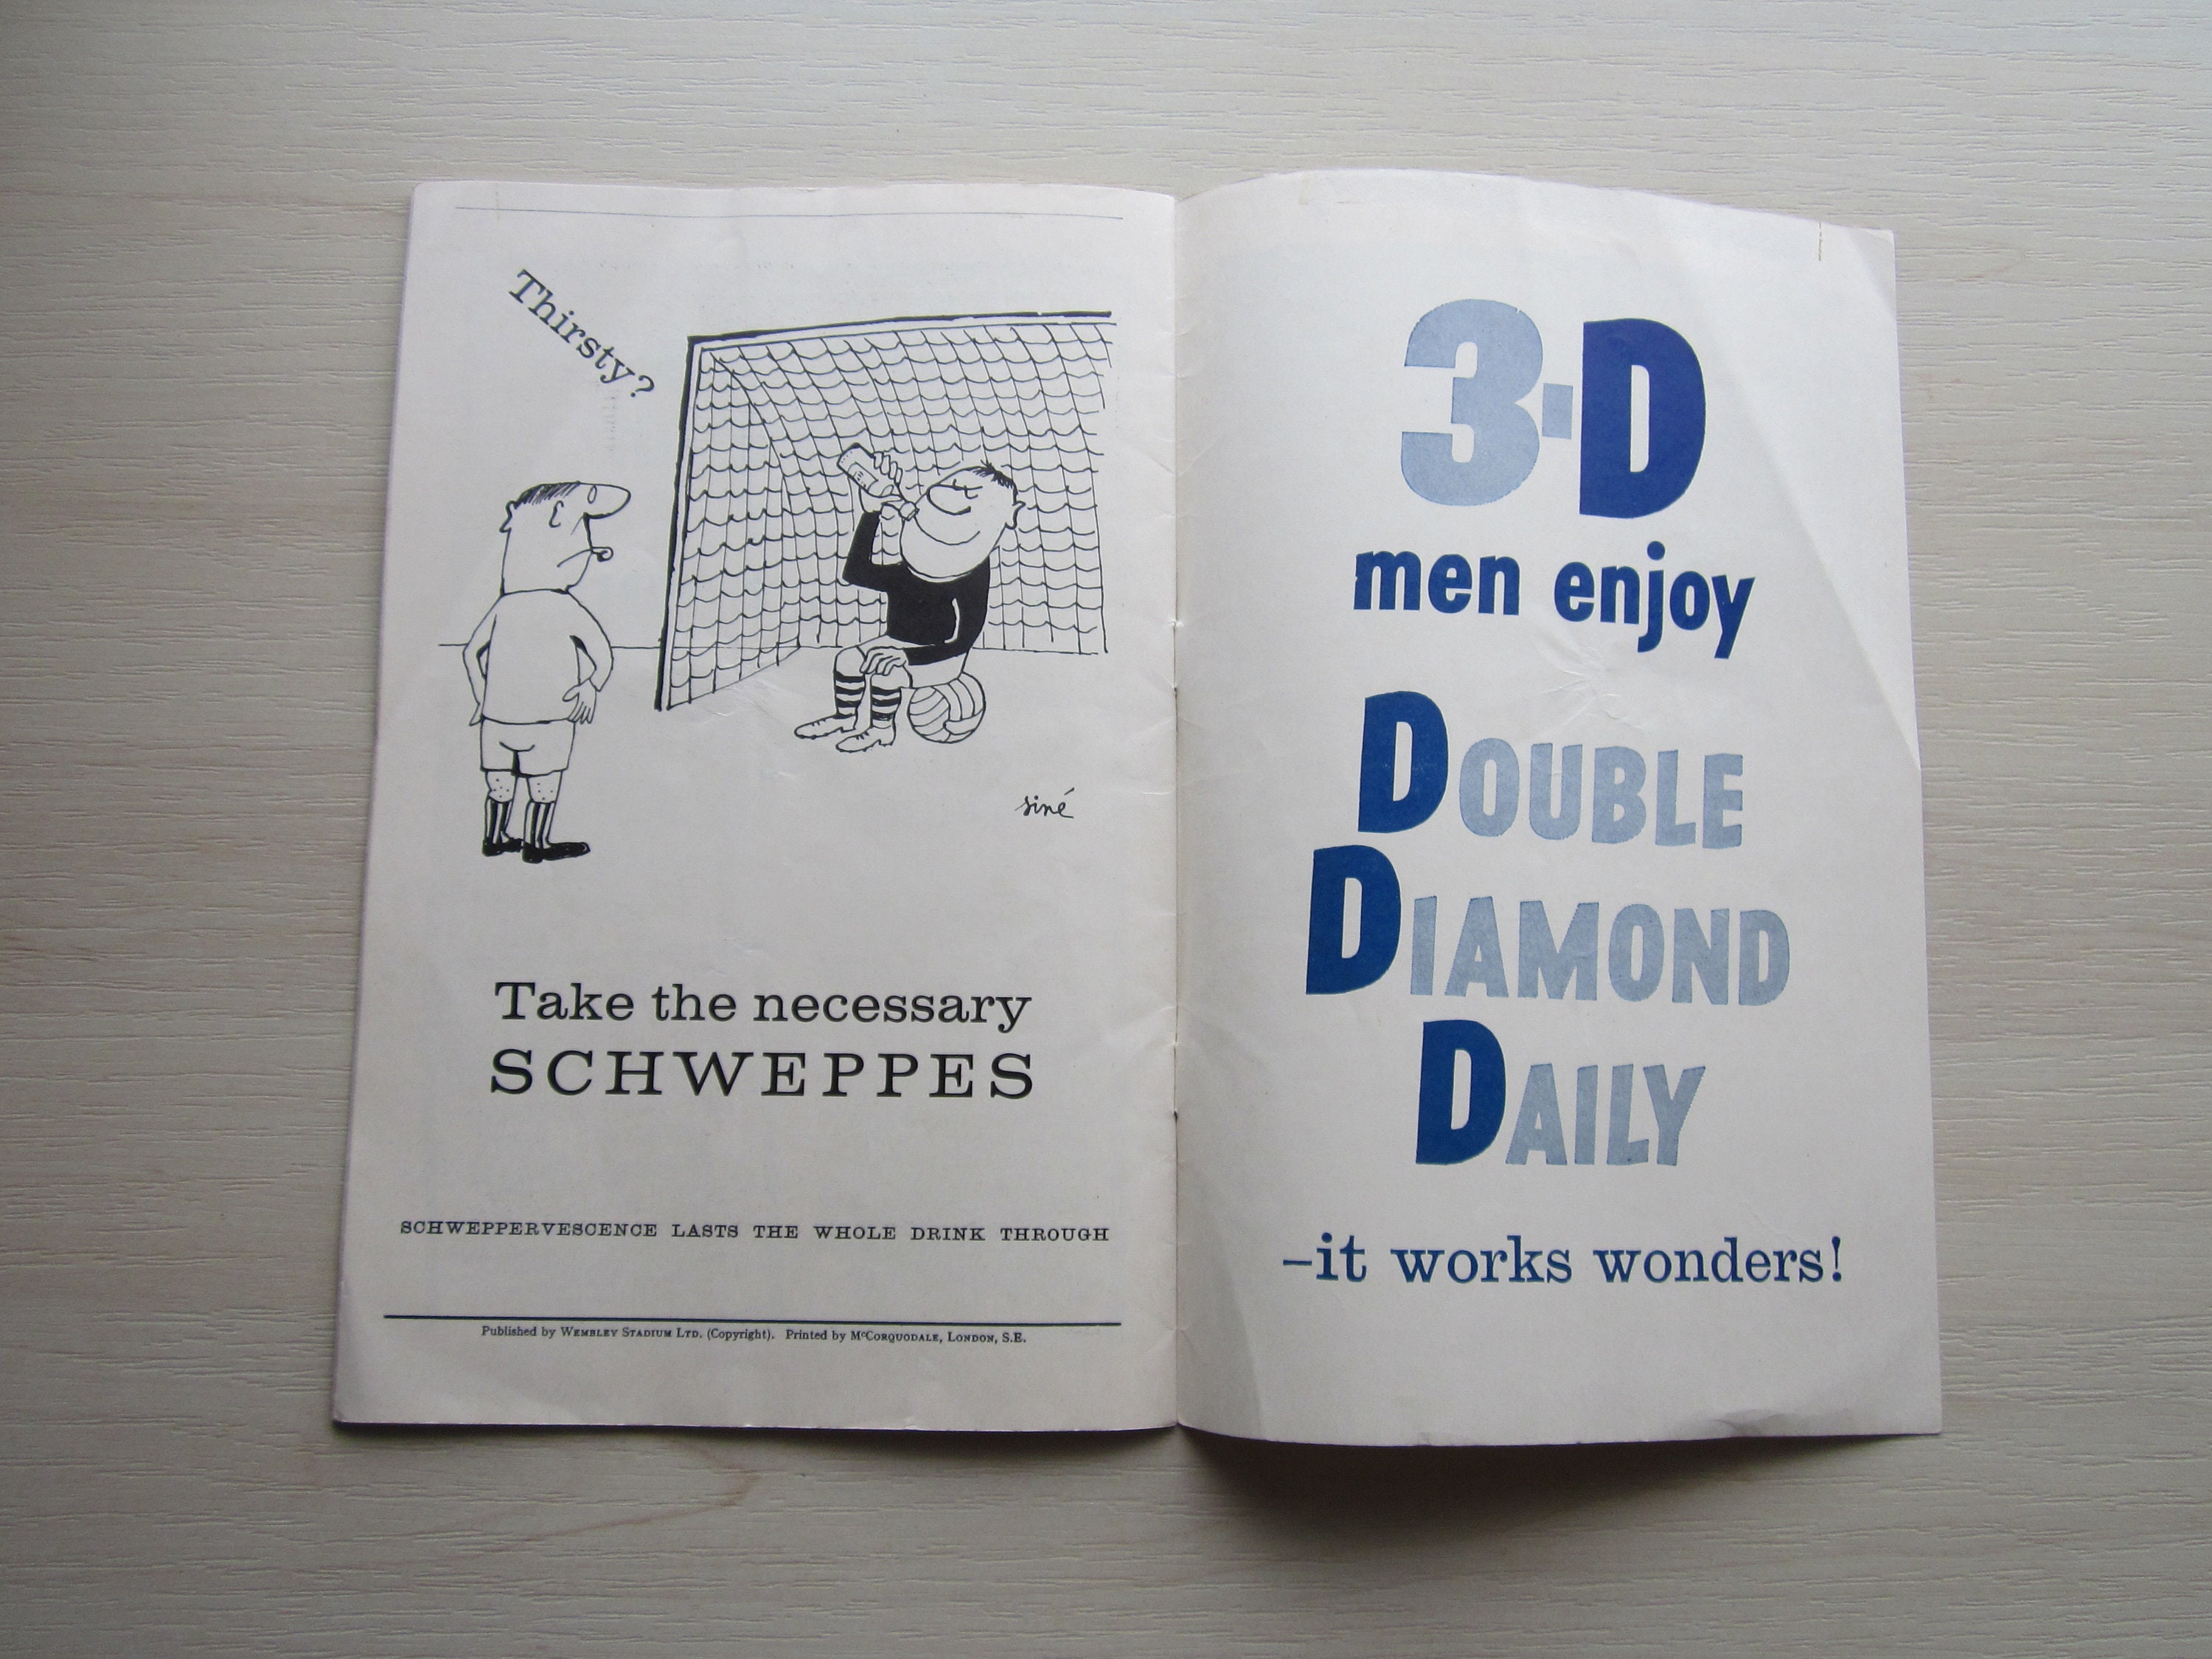 Thirsty?
siné
Take the necessary
SCHWEPPES
SCHWEPPERVESCENCE LASTS THE WHOLE DRINK THROUGH
Published by WEMBLEY STADIUM LTD. (Copyright). Printed by McCORQUODALE, LONDON, S.E.
3-D
men enjoy
DOUBLE
DIAMOND
DAILY
–it works wonders!